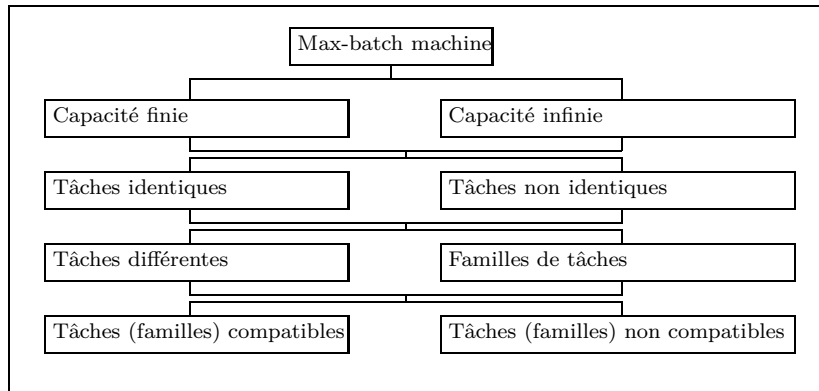 Max-batch machine
Capacité finie
Capacité infinie
Tâches identiques
Tâches non identiques
Tâches différentes
Familles de tâches
Tâches (familles) compatibles
Tâches (familles) non compatibles